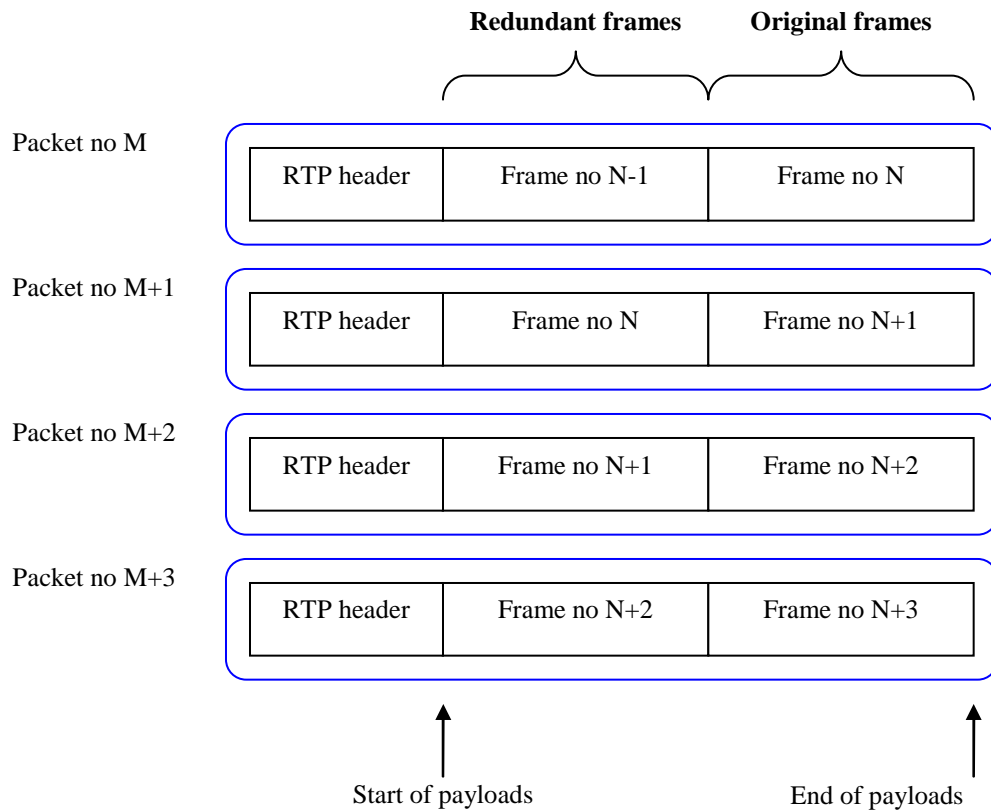 Redundant frames Original frames
Packet no M
RTP header Frame no N-1 Frame no N
Packet no M+1
RTP header Frame no N Frame no N+1
Packet no M+2
RTP header Frame no N+1 Frame no N+2
Packet no M+3
RTP header Frame no N+2 Frame no N+3
Start of payloads End of payloads